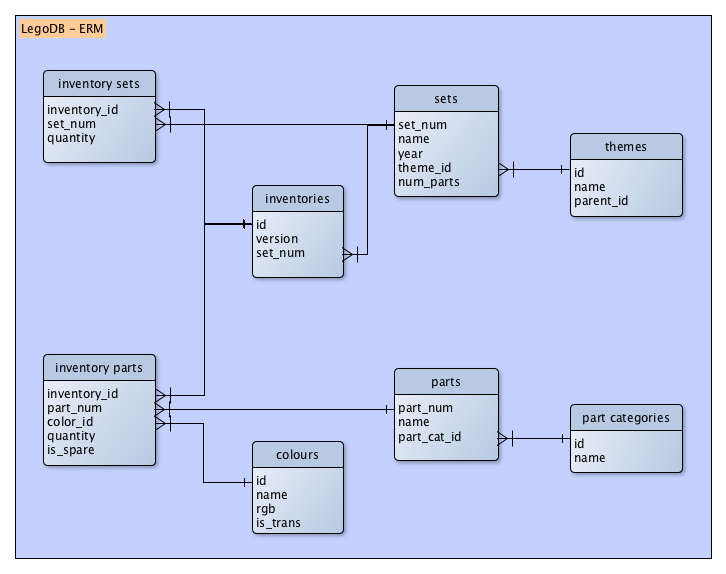 LegoDB – ERM
inventory sets
inventory_id
set_num
quantity
sets
set_num
name
year
theme_id
num_parts
themes
id
name
parent_id
inventories
id
version
set_num
inventory parts
inventory_id
part_num
color_id
quantity
is_spare
parts
part_num
name
part_cat_id
part categories
id
name
colours
id
name
rgb
is_trans